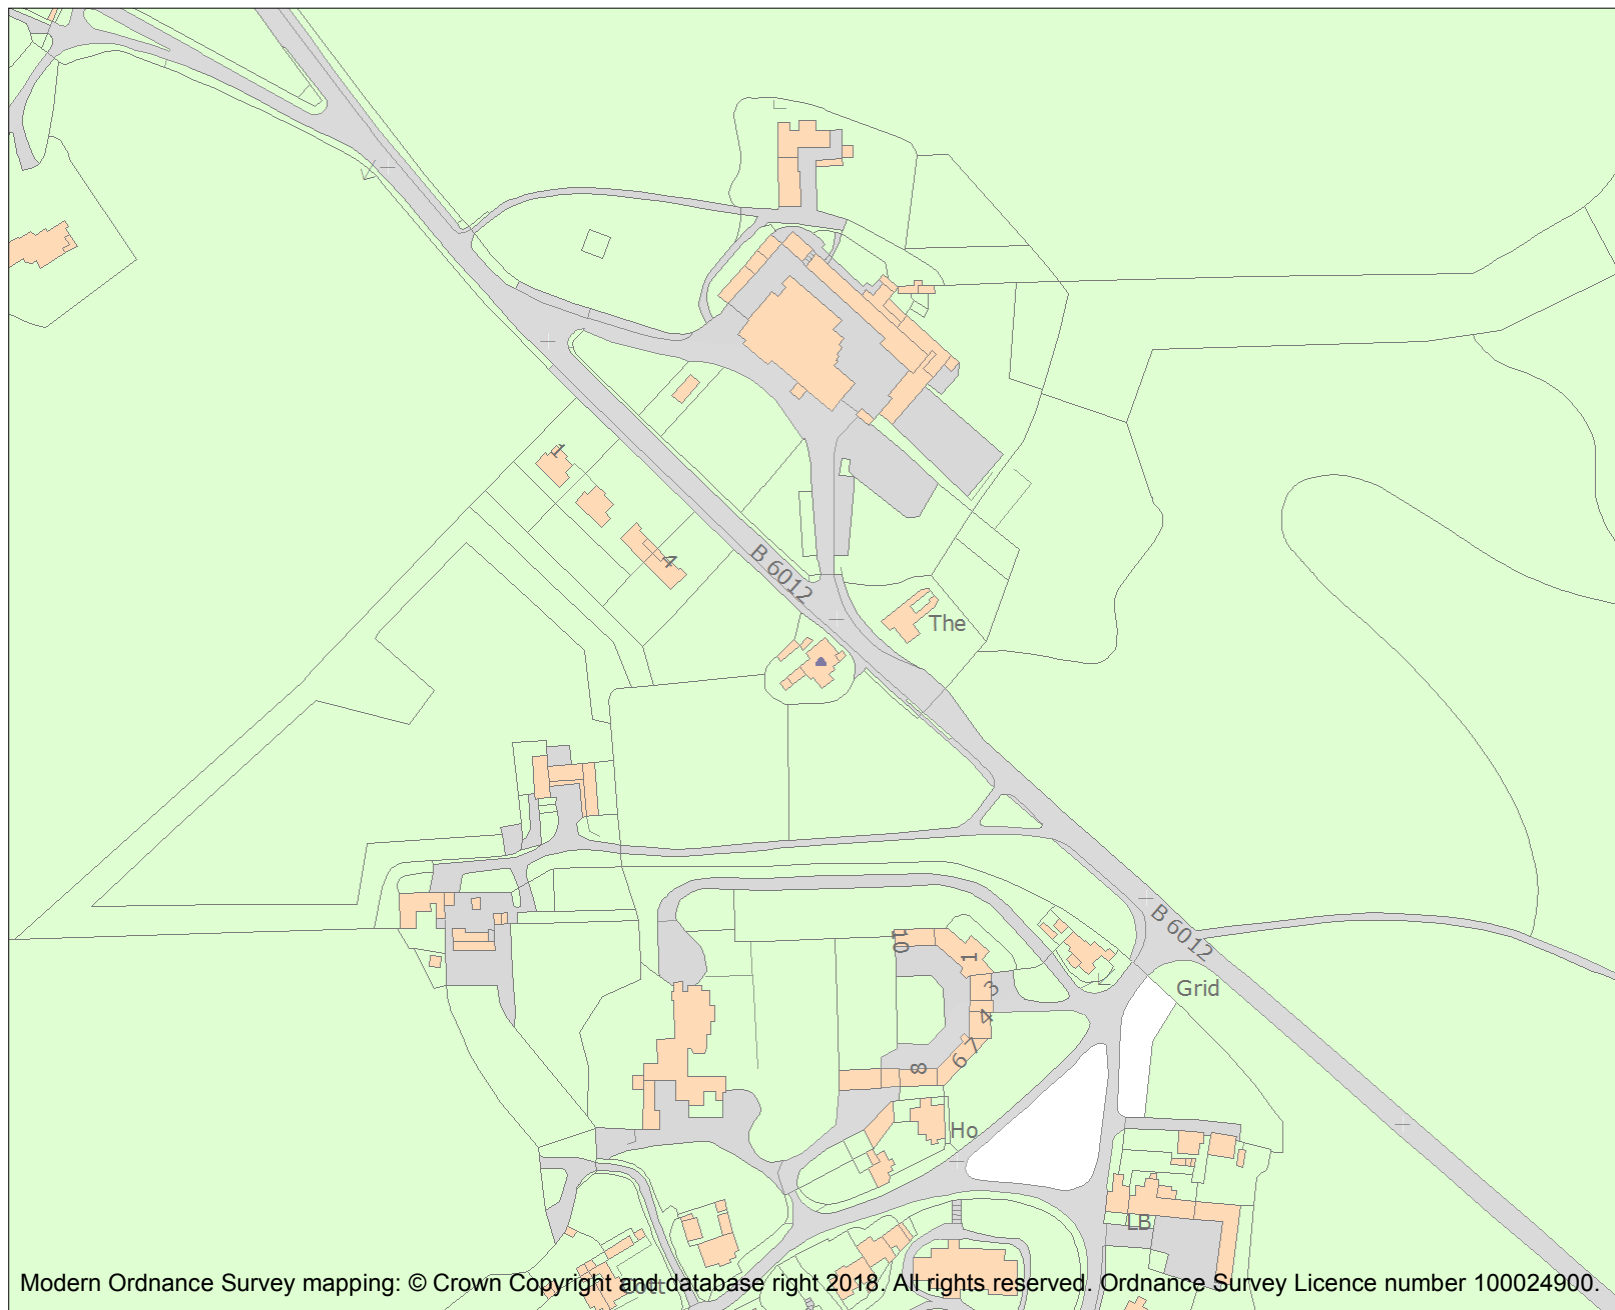 1
4
B 6012
The
B 6012
10
1
3
Grid
4
7
6
8
Ho
LB
Cott
Modern Ordnance Survey mapping: © Crown Copyright and database right 2018. All rights reserved. Ordnance Survey Licence number 100024900.